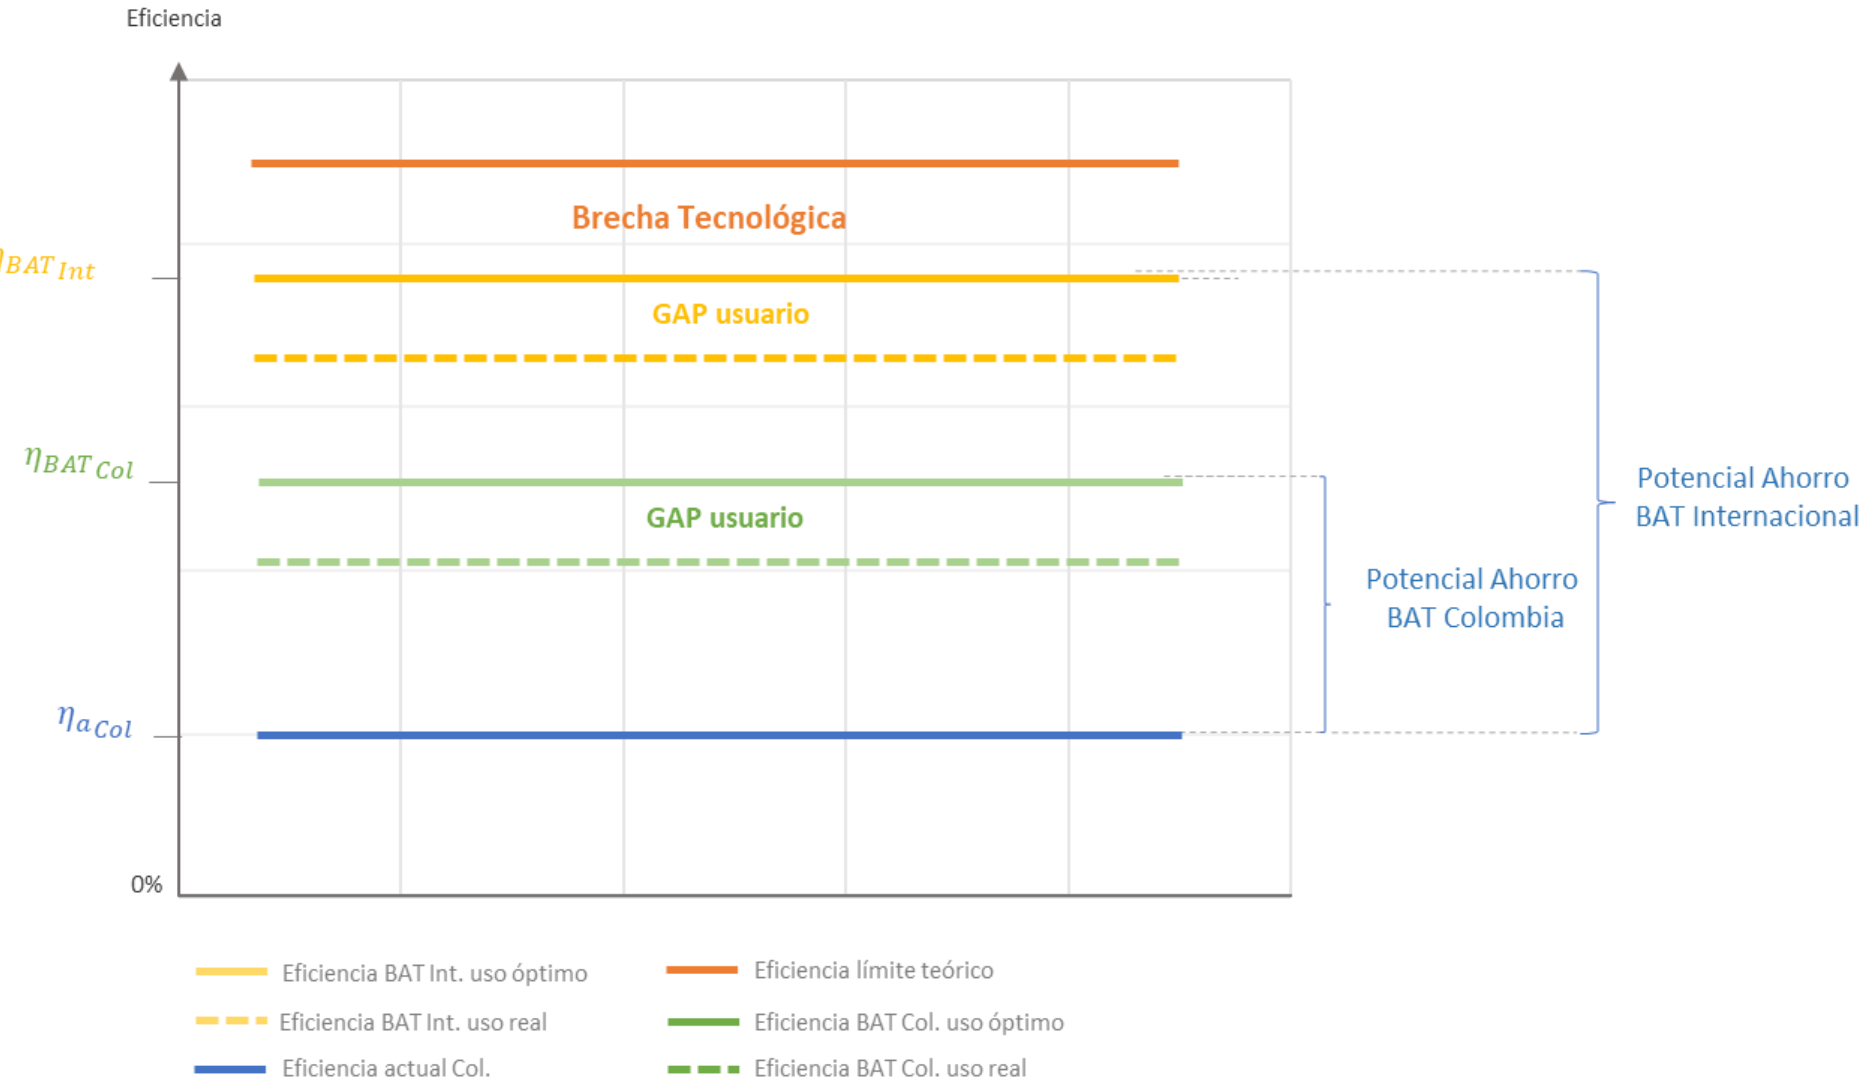 Eficiencia
Brecha Tecnológica
ηBAT Int
GAP usuario
ηBAT Col
GAP usuario
Potencial Ahorro
BAT Internacional
Potencial Ahorro
BAT Colombia
ηa Col
0%
Eficiencia BAT Int. uso óptimo
Eficiencia límite teórico
Eficiencia BAT Int. uso real
Eficiencia BAT Col. uso óptimo
Eficiencia actual Col.
Eficiencia BAT Col. uso real